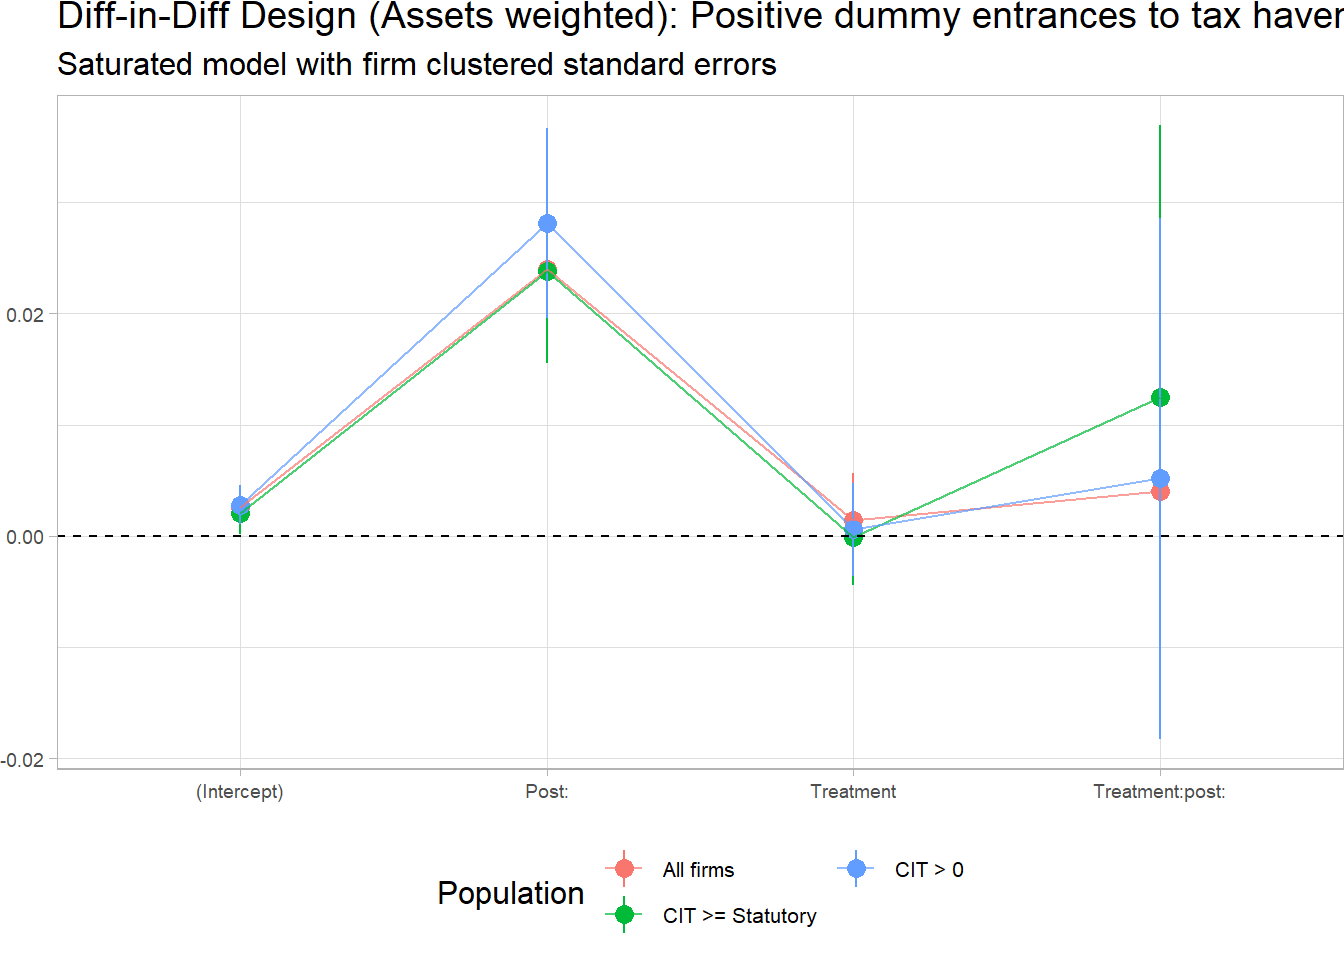 Diff-in-Diff Design (Assets weighted): Positive dummy entrances to tax haven
Saturated model with firm clustered standard errors
0.02
0.00
-0.02
(Intercept)
Post:
Treatment
Treatment:post:
Population
All firms
CIT > 0
CIT >= Statutory